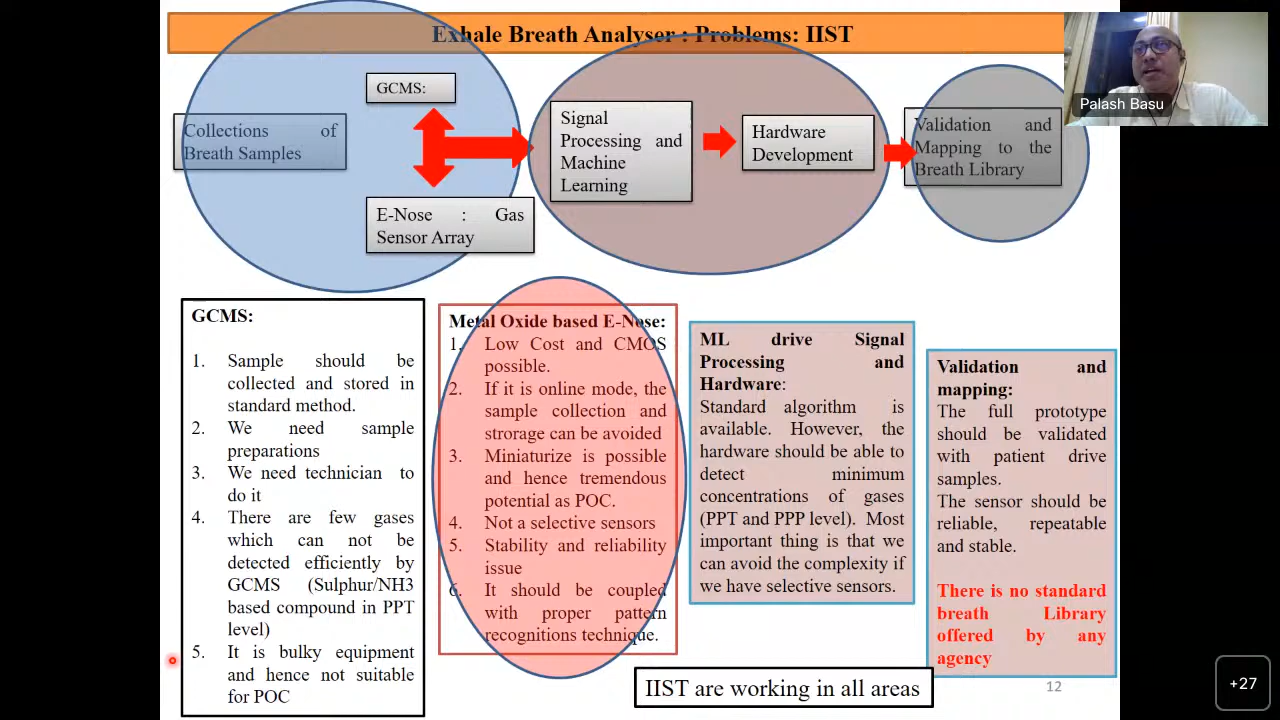 Exhale Breath Analyser : Problems: IIST
Palash Basu
GCMS:
Collections of
Breath Samples
E-Nose : Gas
Sensor Array
Signal
Processing and
Machine
Learning
Hardware
Development
Validation and
Mapping to the
Breath Library
GCMS:
1. Sample should be
collected and stored in
standard method.
2. We need sample
preparations
3. We need technician to
do it
4. There are few gases
which can not be
detected efficiently by
GCMS (Sulphur/NH3
based compound in PPT
level)
5. It is bulky equipment
and hence not suitable
for POC
Metal Oxide based E-Nose:
1. Low Cost and CMOS
possible.
2. If it is online mode, the
sample collection and
strorage can be avoided
3. Miniaturize is possible
and hence tremendous
potential as POC.
4. Not a selective sensors
5. Stability and reliability
issue
6. It should be coupled
with proper pattern
recognitions technique.
ML drive Signal
Processing and
Hardware:
Standard algorithm is
available. However, the
hardware should be able to
detect minimum
concentrations of gases
(PPT and PPP level). Most
important thing is that we
can avoid the complexity if
we have selective sensors.
Validation and
mapping:
The full prototype
should be validated
with patient drive
samples.
The sensor should be
reliable, repeatable
and stable.
There is no standard
breath Library
offered by any
agency
IIST are working in all areas
12
+27